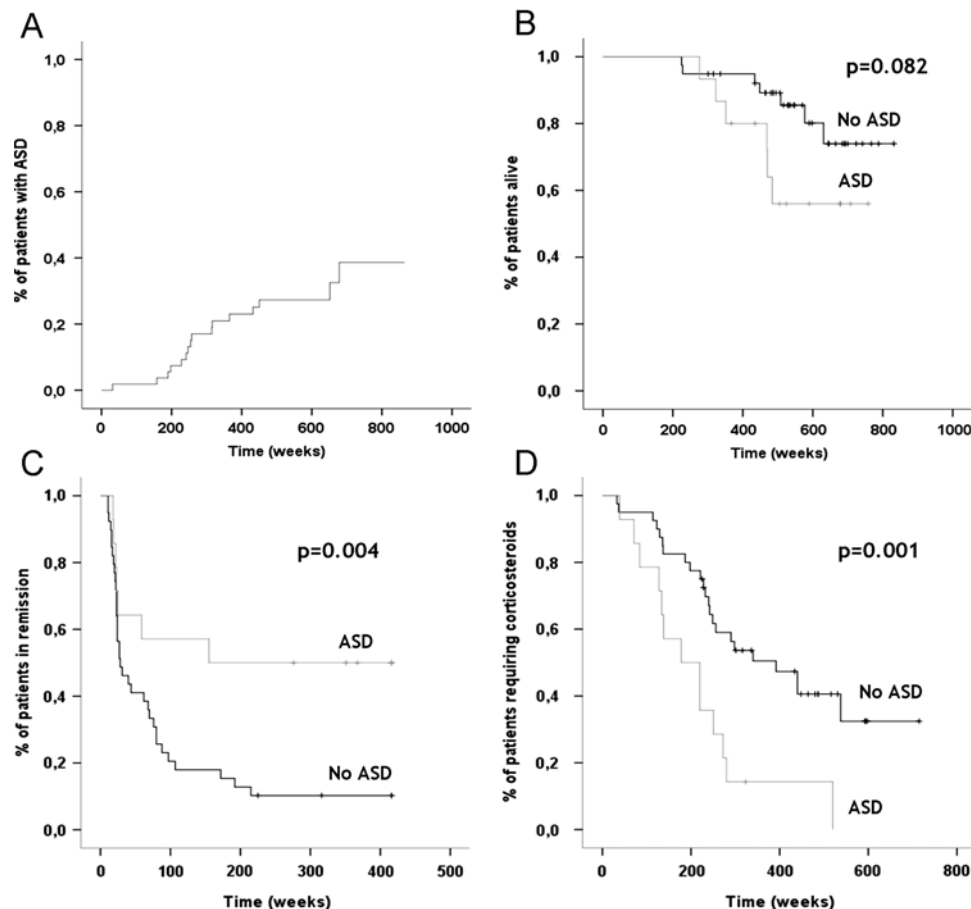 A
% of patients with ASD
1,0
0,8
0,6
0,4
0,2
0,0
0 200 400 600 800 1000
Time (weeks)
B
% of patients alive
1,0
0,8
0,6
0,4
0,2
0,0
p=0.082
No ASD
ASD
0 200 400 600 800 1000
Time (weeks)
C
% of patients in remission
1,0
0,8
0,6
0,4
0,2
0,0
p=0.004
ASD
No ASD
0 100 200 300 400 500
Time (weeks)
D
% of patients requiring corticosteroids
1,0
0,8
0,6
0,4
0,2
0,0
p=0.001
No ASD
ASD
0 200 400 600 800
Time (weeks)